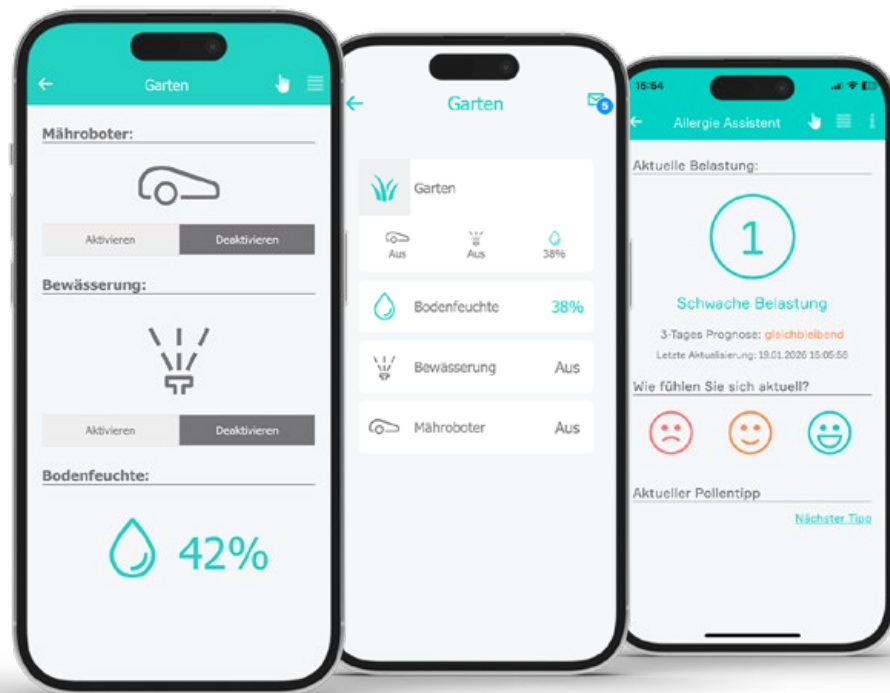 Garten
Mähroboter:
Aktivieren Deaktivieren
Bewässerung:
Aktivieren Deaktivieren
Bodenfeuchte:
42%
Garten
5
Garten
Aus Aus 38%
Bodenfeuchte 38%
Bewässerung Aus
Mähroboter Aus
15:54
Allergie Assistent
Aktuelle Belastung:
1
Schwache Belastung
3-Tages Prognose: gleichbleibend
Letzte Aktualisierung: 19.01.2026 15:05:56
Wie fühlen Sie sich aktuell?
Aktueller Pollentipp
Nächster Tipp